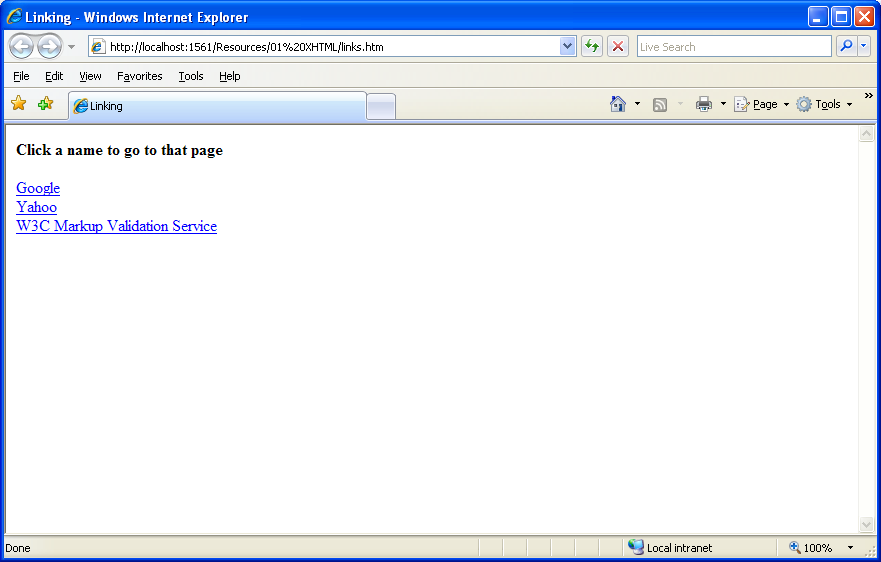 Linking - Windows Internet Explorer
http://localhost:1561/Resources/01%20XHTML/links.htm
Live Search
File Edit View Favorites Tools Help
Linking
Page Tools »
Click a name to go to that page
Google
Yahoo
W3C Markup Validation Service
Done
Local intranet
100%